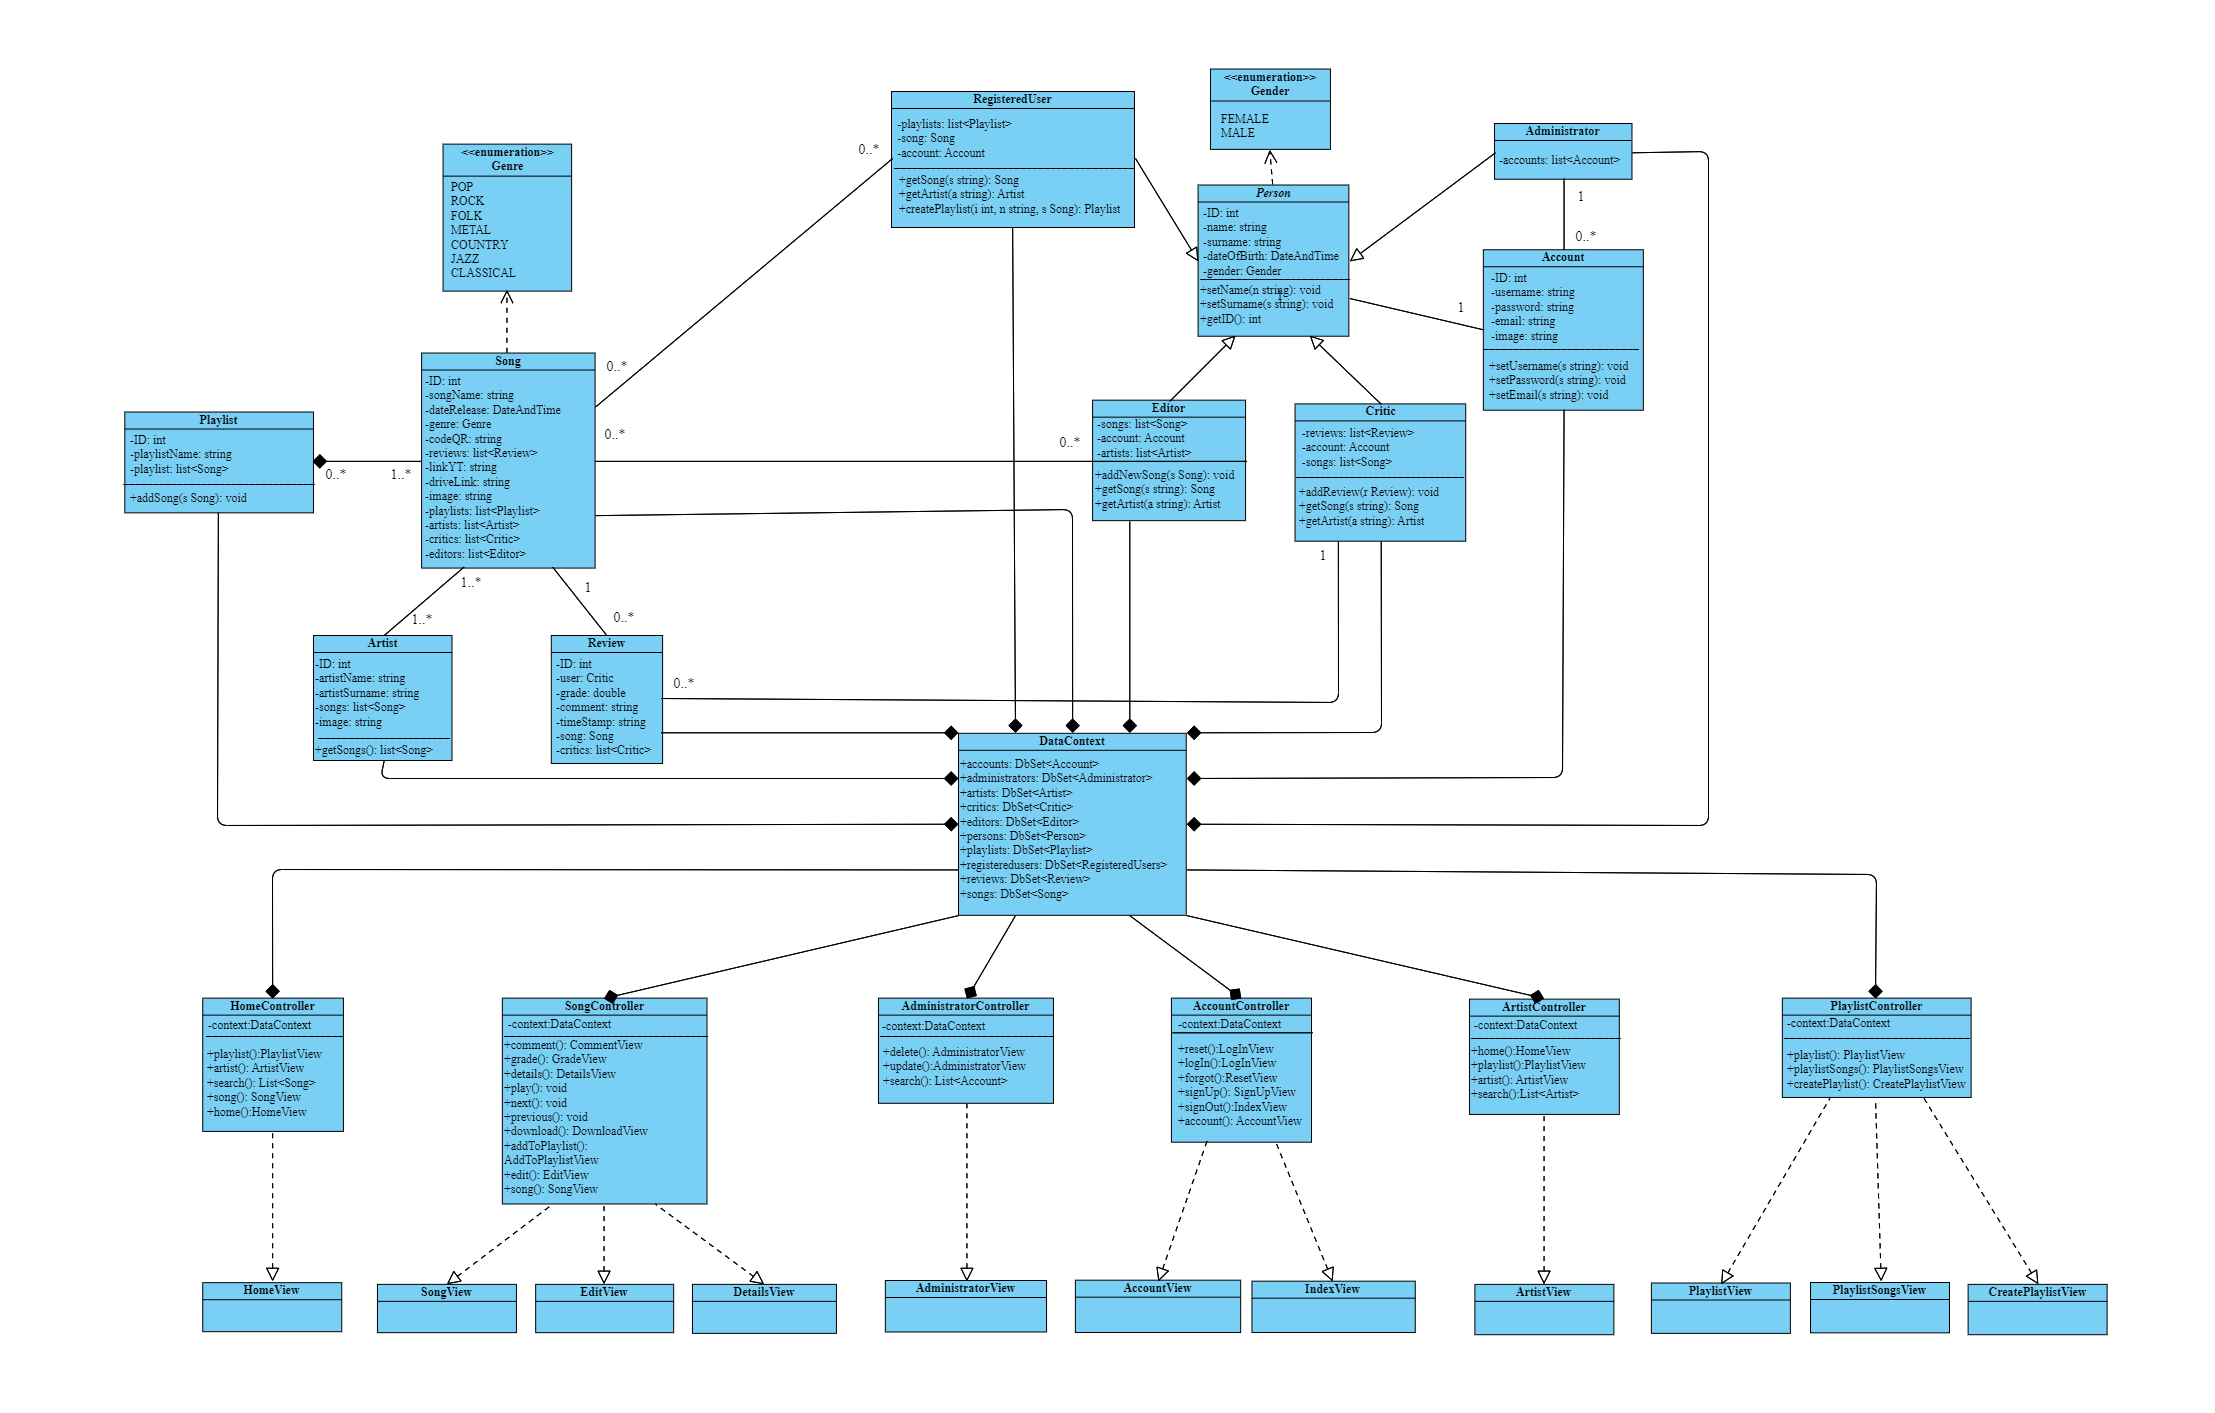 <<enumeration>>
Gender
FEMALE
MALE
RegisteredUser
-playlists: list<Playlist>
-song: Song
-account: Account
+getSong(s string): Song
+getArtist(a string): Artist
+createPlaylist(i int, n string, s Song): Playlist
Administrator
-accounts: list<Account>
<<enumeration>>
Genre
POP
ROCK
FOLK
METAL
COUNTRY
JAZZ
CLASSICAL
0..*
Person
-ID: int
-name: string
-surname: string
-dateOfBirth: DateAndTime
-gender: Gender
+setName(n string): void
+setSurname(s string): void
+getID(): int
1
1
0..*
1
Account
-ID: int
-username: string
-password: string
-email: string
-image: string
+setUsername(s string): void
+setPassword(s string): void
+setEmail(s string): void
Song
-ID: int
-songName: string
-dateRelease: DateAndTime
-genre: Genre
-codeQR: string
-reviews: list<Review>
-linkYT: string
-driveLink: string
-image: string
-playlists: list<Playlist>
-artists: list<Artist>
-critics: list<Critic>
-editors: list<Editor>
0..*
0..*
0..*
Playlist
-ID: int
-playlistName: string
-playlist: list<Song>
+addSong(s Song): void
0..*
1..*
Editor
-songs: list<Song>
-account: Account
-artists: list<Artist>
+addNewSong(s Song): void
+getSong(s string): Song
+getArtist(a string): Artist
Critic
-reviews: list<Review>
-account: Account
-songs: list<Song>
+addReview(r Review): void
+getSong(s string): Song
+getArtist(a string): Artist
1
1..*
1
1..*
0..*
Artist
-ID: int
-artistName: string
-artistSurname: string
-songs: list<Song>
-image: string
+getSongs(): list<Song>
Review
-ID: int
-user: Critic
-grade: double
-comment: string
-timeStamp: string
-song: Song
-critics: list<Critic>
0..*
DataContext
+accounts: DbSet<Account>
+administrators: DbSet<Administrator>
+artists: DbSet<Artist>
+critics: DbSet<Critic>
+editors: DbSet<Editor>
+persons: DbSet<Person>
+playlists: DbSet<Playlist>
+registeredusers: DbSet<RegisteredUsers>
+reviews: DbSet<Review>
+songs: DbSet<Song>
HomeController
-context:DataContext
+playlist():PlaylistView
+artist(): ArtistView
+search(): List<Song>
+song(): SongView
+home():HomeView
SongController
-context:DataContext
+comment(): CommentView
+grade(): GradeView
+details(): DetailsView
+play(): void
+next(): void
+previous(): void
+download(): DownloadView
+addToPlaylist():
AddToPlaylistView
+edit(): EditView
+song(): SongView
AdministratorController
-context:DataContext
+delete(): AdministratorView
+update():AdministratorView
+search(): List<Account>
AccountController
-context:DataContext
+reset():LogInView
+logIn():LogInView
+forgot():ResetView
+signUp(): SignUpView
+signOut():IndexView
+account(): AccountView
ArtistController
-context:DataContext
+home():HomeView
+playlist():PlaylistView
+artist(): ArtistView
+search():List<Artist>
PlaylistController
-context:DataContext
+playlist(): PlaylistView
+playlistSongs(): PlaylistSongsView
+createPlaylist(): CreatePlaylistView
HomeView
SongView
EditView
DetailsView
AdministratorView
AccountView
IndexView
ArtistView
PlaylistView
PlaylistSongsView
CreatePlaylistView